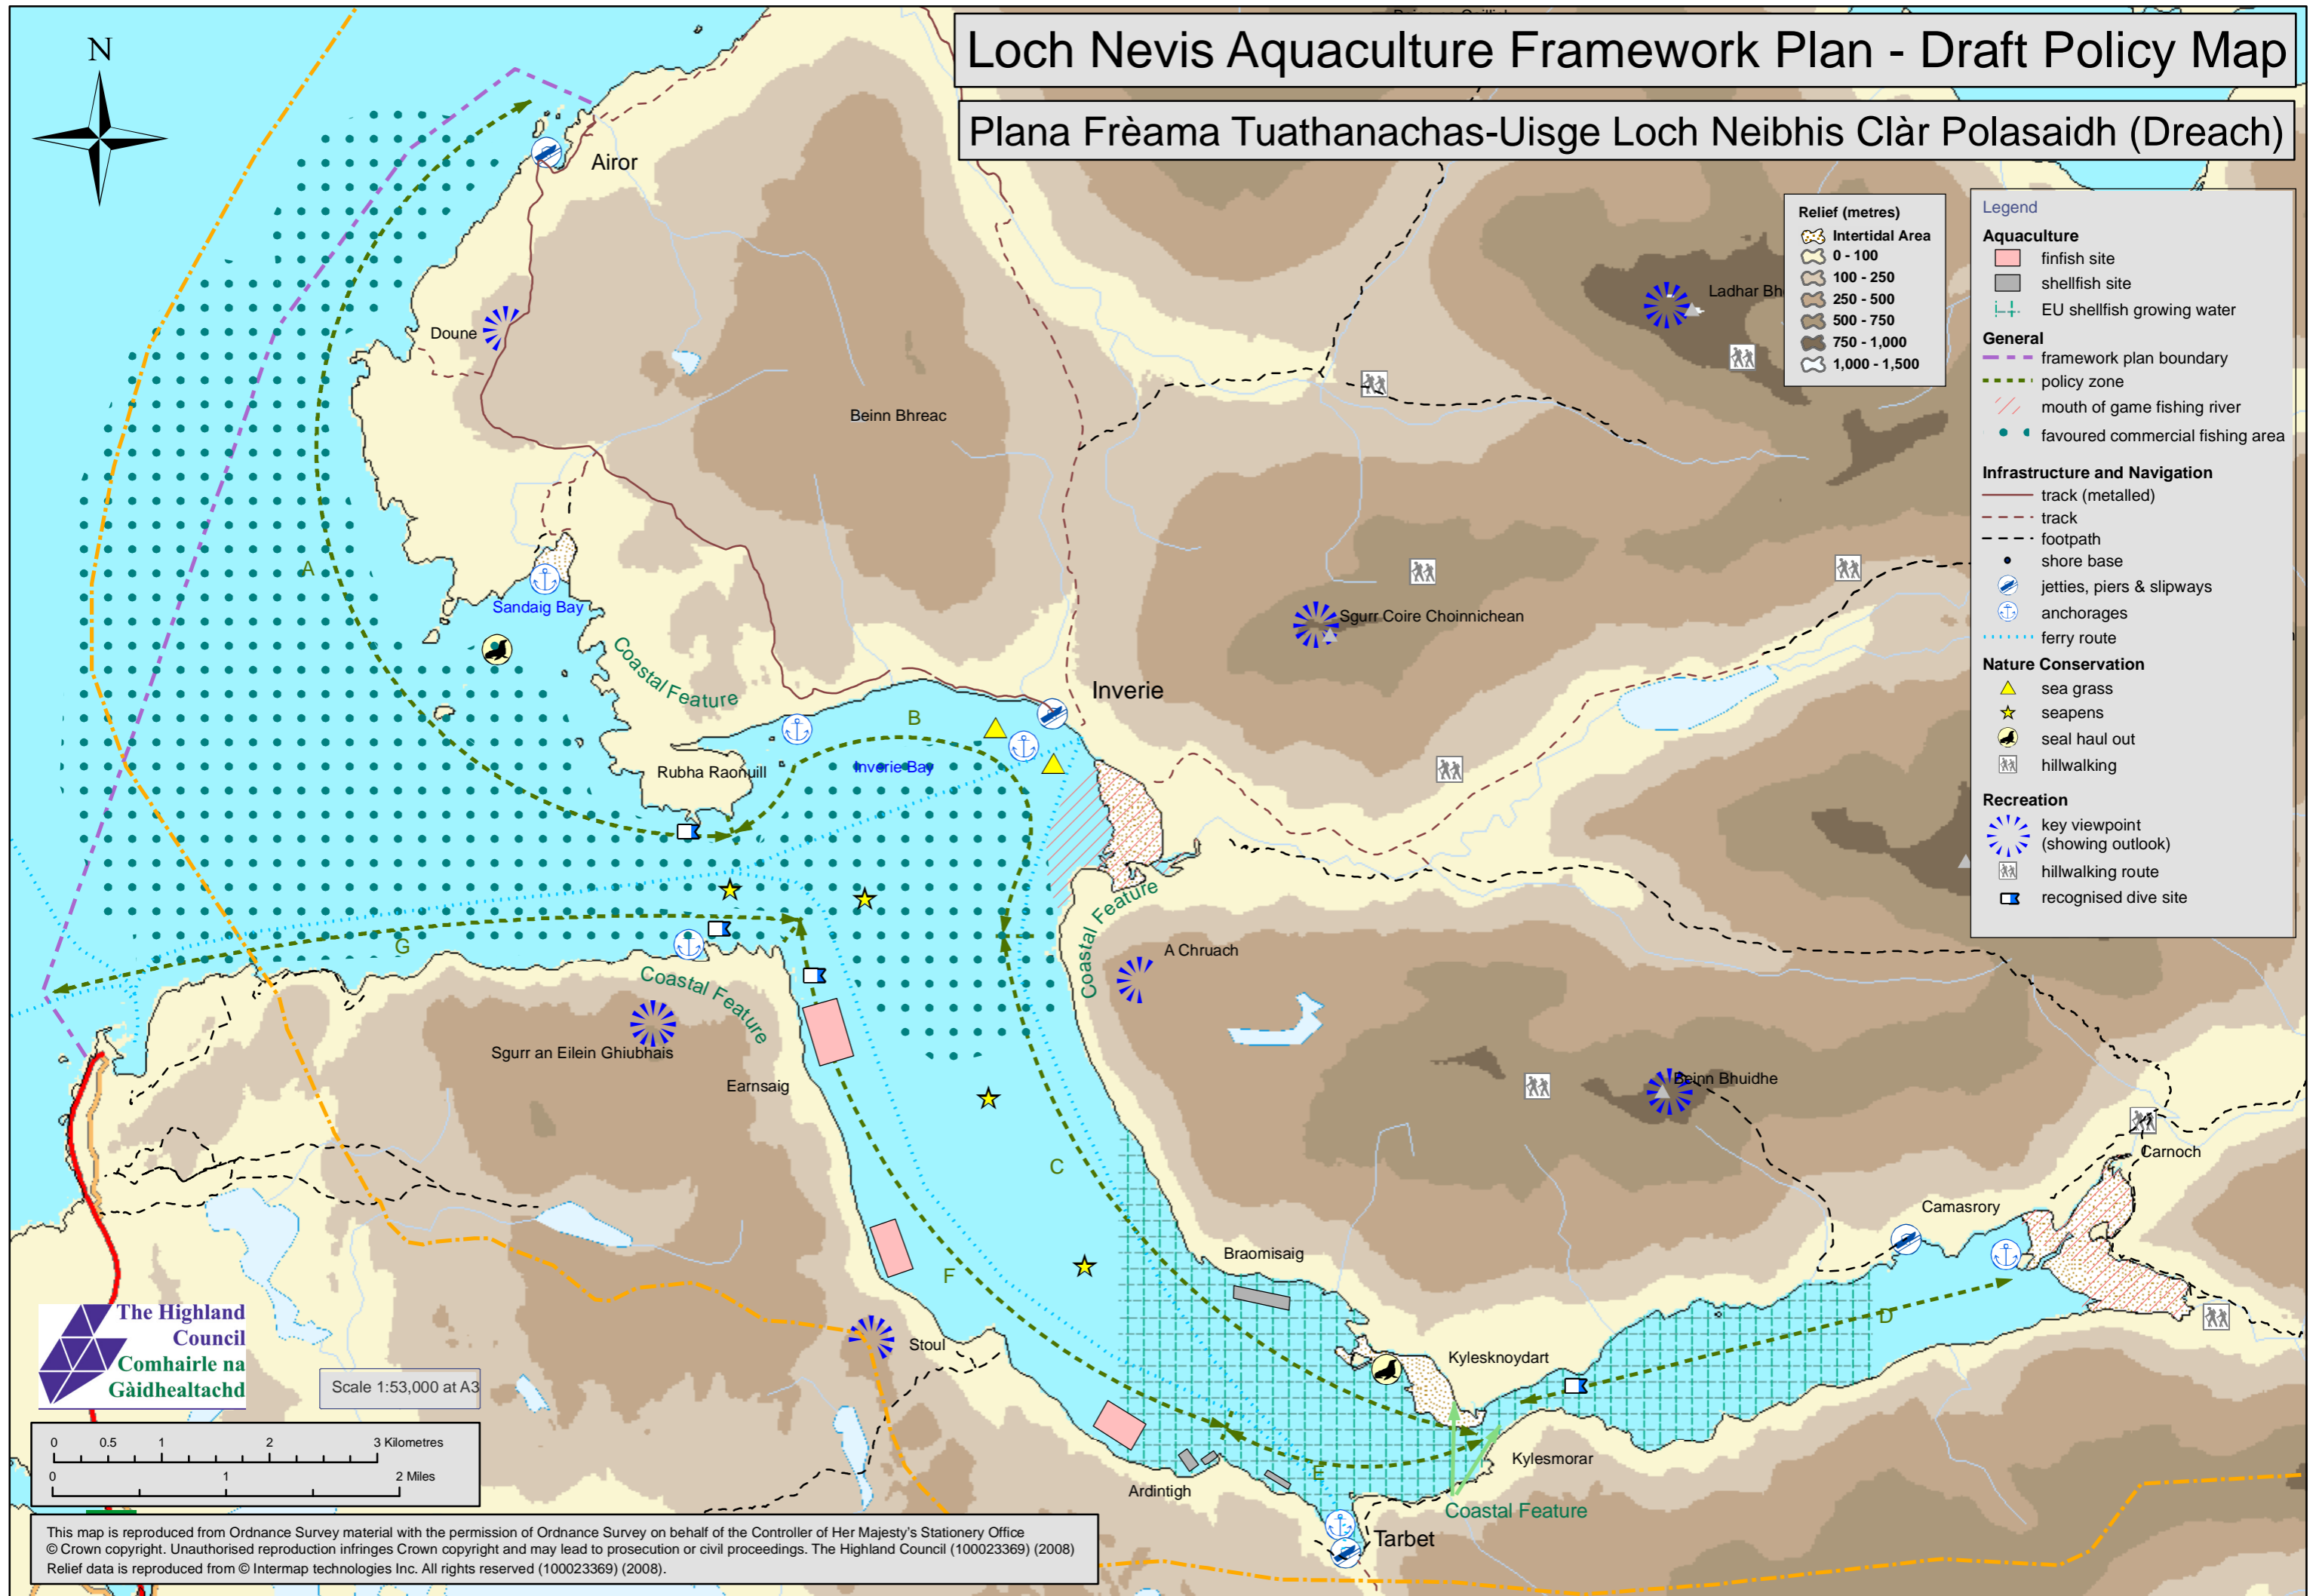 Loch Nevis Aquaculture Framework Plan - Draft Policy Map
Plana Frèama Tuathanachas-Uisge Loch Neibhis Clàr Polasaidh (Dreach)
N
Airor
Doune
Beinn Bhreac
Ladhar
A
Sandaig Bay
Coastal Feature
Sgurr Coire Choinnichean
Inverie
B
Inverie Bay
Rubha Raonuill
G
Coastal Feature
Sgurr an Eilein Ghiubhais
Earnsaig
Coastal Feature
A Chruach
Beinn Bhuidhe
C
Carnoch
Camasrory
Braomisaig
F
Stoul
D
Kylesknoydart
Kylesmorar
E
Ardintigh
Coastal Feature
Tarbet
Relief (metres)
Intertidal Area
0 - 100
100 - 250
250 - 500
500 - 750
750 - 1,000
1,000 - 1,500
Legend
Aquaculture
finfish site
shellfish site
EU shellfish growing water
General
framework plan boundary
policy zone
mouth of game fishing river
favoured commercial fishing area
Infrastructure and Navigation
track (metalled)
track
footpath
shore base
jetties, piers & slipways
anchorages
ferry route
Nature Conservation
sea grass
seapens
seal haul out
hillwalking
Recreation
key viewpoint
(showing outlook)
hillwalking route
recognised dive site
The Highland
Council
Comhairle na
Gàidhealtachd
Scale 1:53,000 at A3
0 0.5 1 2 3 Kilometres
0 1 2 Miles
This map is reproduced from Ordnance Survey material with the permission of Ordnance Survey on behalf of the Controller of Her Majesty's Stationery Office
© Crown copyright. Unauthorised reproduction infringes Crown copyright and may lead to prosecution or civil proceedings. The Highland Council (100023369) (2008)
Relief data is reproduced from © Intermap technologies Inc. All rights reserved (100023369) (2008).